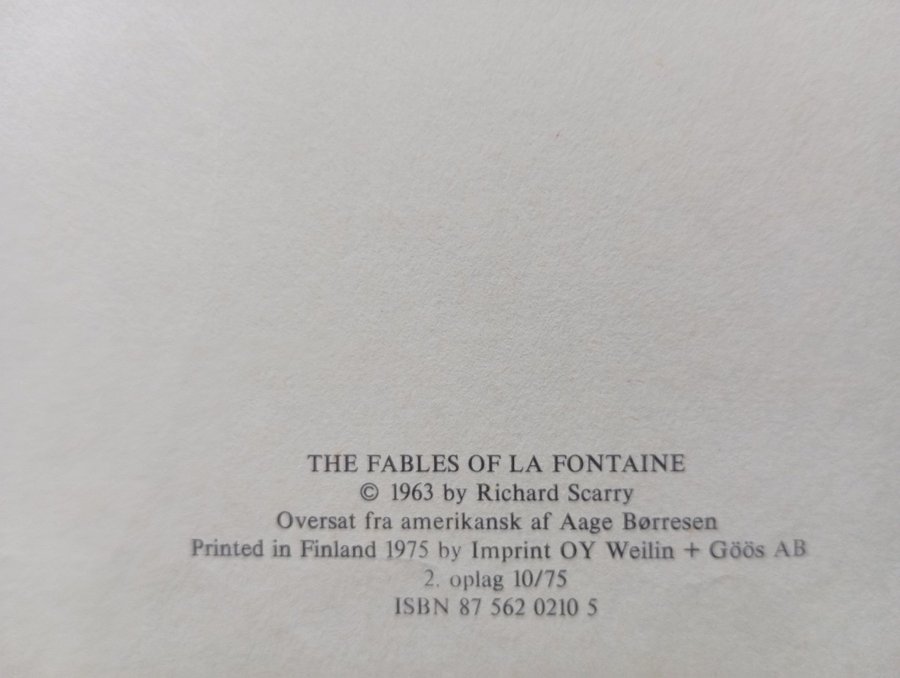 THE FABLES OF LA FONTAINE
© 1963 by Richard Scarry
Oversat fra amerikansk af Aage Børresen
Printed in Finland 1975 by Imprint OY Weilin + Göös AB
2. oplag 10/75
ISBN 87 562 0210 5